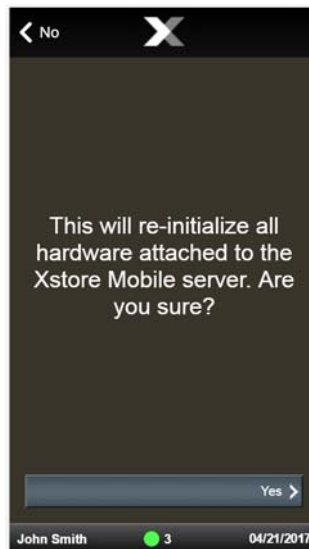 No
This will re-initialize all
hardware attached to the
Xstore Mobile server. Are
you sure?
Yes
John Smith 3 04/21/2017